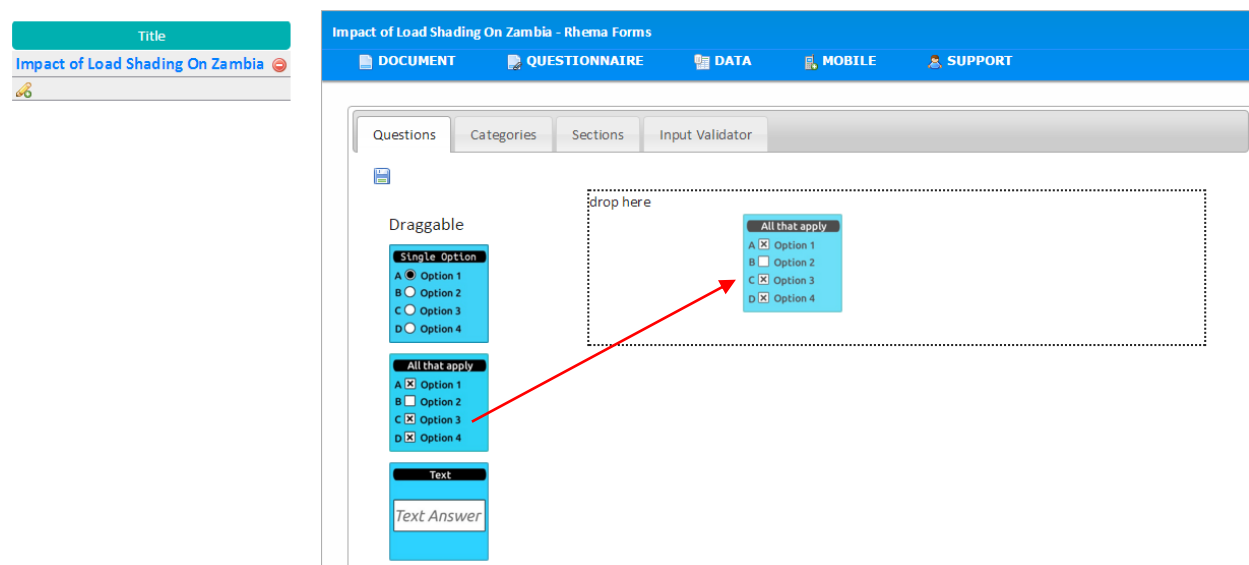 Title
Impact of Load Shading On Zambia
Impact of Load Shading On Zambia - Rhema Forms
DOCUMENT QUESTIONNAIRE DATA MOBILE SUPPORT
Questions Categories Sections Input Validator
drop here
Draggable
Single Option
A Option 1
B Option 2
C Option 3
D Option 4
All that apply
A Option 1
B Option 2
C Option 3
D Option 4
Text
Text Answer
All that apply
A Option 1
B Option 2
C Option 3
D Option 4